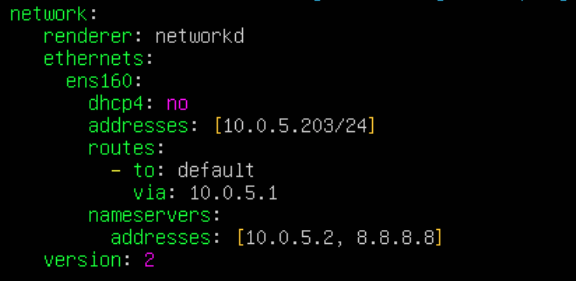 network:
   renderer: networkd
   ethernets:
     ens160:
       dhcp4: no
       addresses: [10.0.5.203/24]
       routes:
         - to: default
           via: 10.0.5.1
       nameservers:
         addresses: [10.0.5.2, 8.8.8.8]
   version: 2